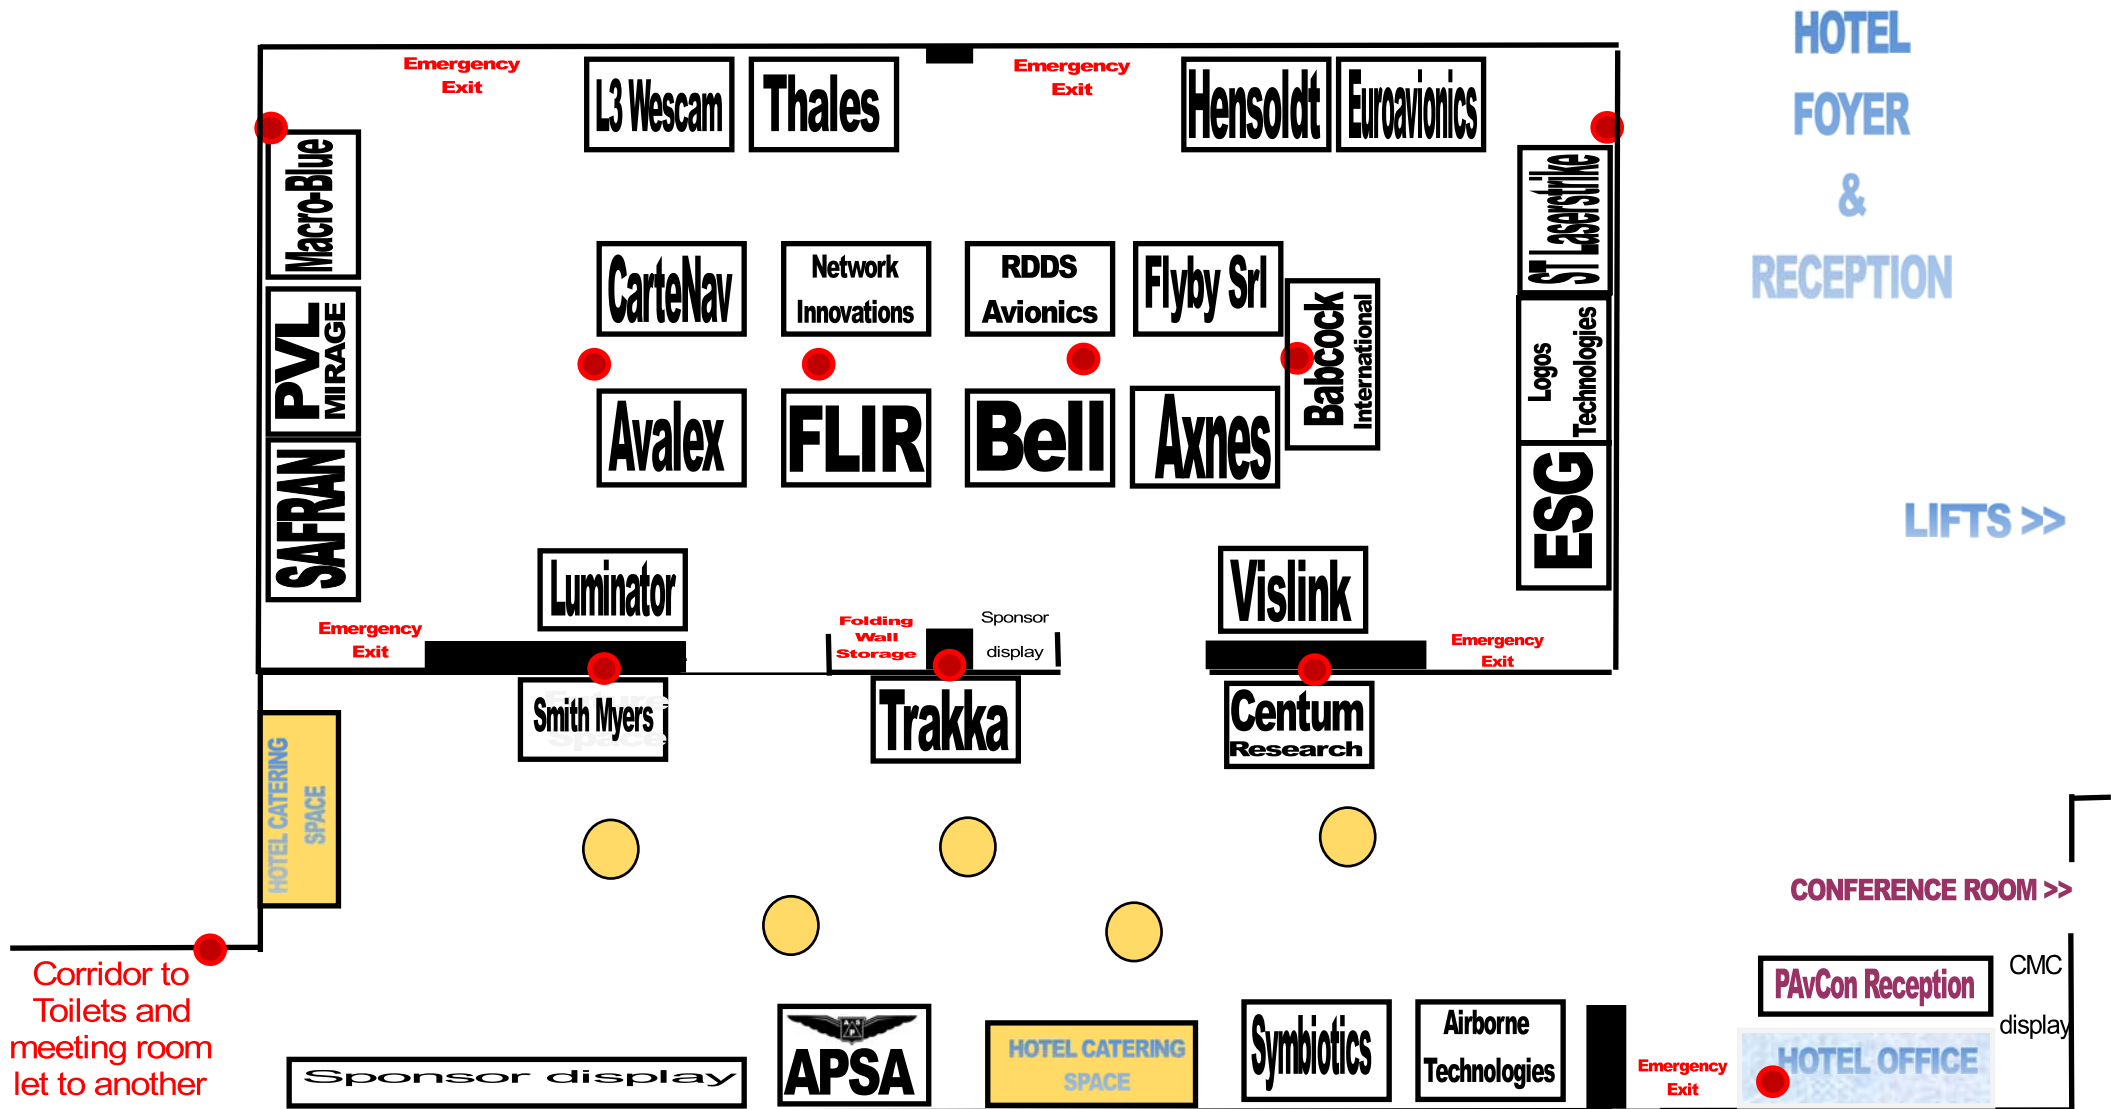 HOTEL
FOYER
&
RECEPTION
LIFTS >>
Emergency
Exit
L3 Wescam
Thales
Emergency
Exit
Hensoldt
Euroavionics
Macro-Blue
PVL
MIRAGE
SAFRAN
CarteNav
Network
Innovations
RDDS
Avionics
Flyby Srl
Babcock
International
ST Laserstrike
Logos
Technologies
ESG
Avalex
FLIR
Bell
Axnes
Luminator
Vislink
Emergency
Exit
Folding
Wall
Storage
Sponsor
display
Emergency
Exit
Future
Space
Smith Myers
Trakka
Centum
Research
HOTEL CATERING
SPACE
CONFERENCE ROOM >>
Corridor to
Toilets and
meeting room
let to another
Sponsor display
APSA
HOTEL CATERING
SPACE
Symbiotics
Airborne
Technologies
Emergency
Exit
PAvCon Reception
CMC
display
HOTEL OFFICE